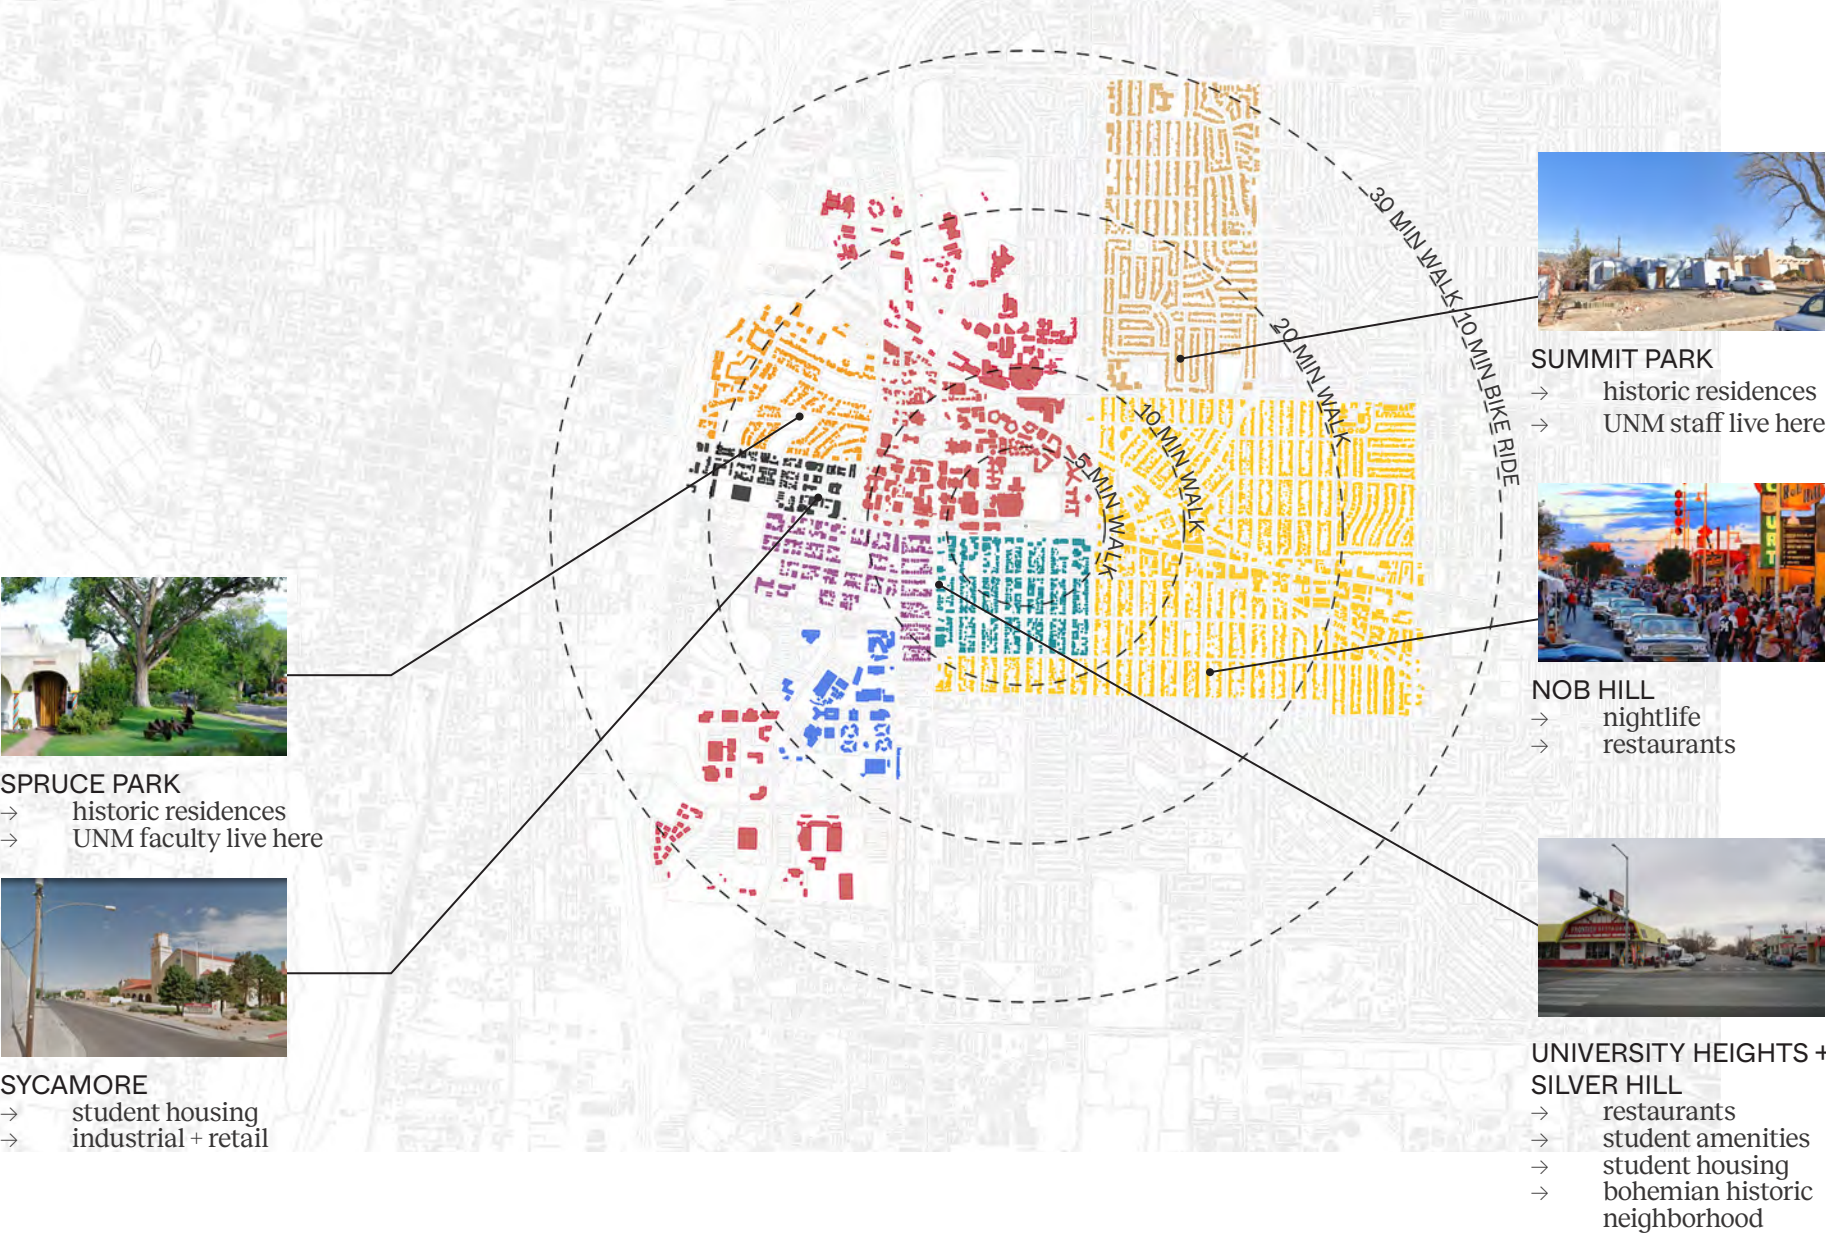 30 MIN WALK, 10 MIN BIKE RIDE
20 MIN WALK
10 MIN WALK
5 MIN WALK
SUMMIT PARK
→ historic residences
→ UNM staff live here
NOB HILL
→ nightlife
→ restaurants
SPRUCE PARK
→ historic residences
→ UNM faculty live here
SYCAMORE
→ student housing
→ industrial + retail
UNIVERSITY HEIGHTS +
SILVER HILL
→ restaurants
→ student amenities
→ student housing
→ bohemian historic
neighborhood